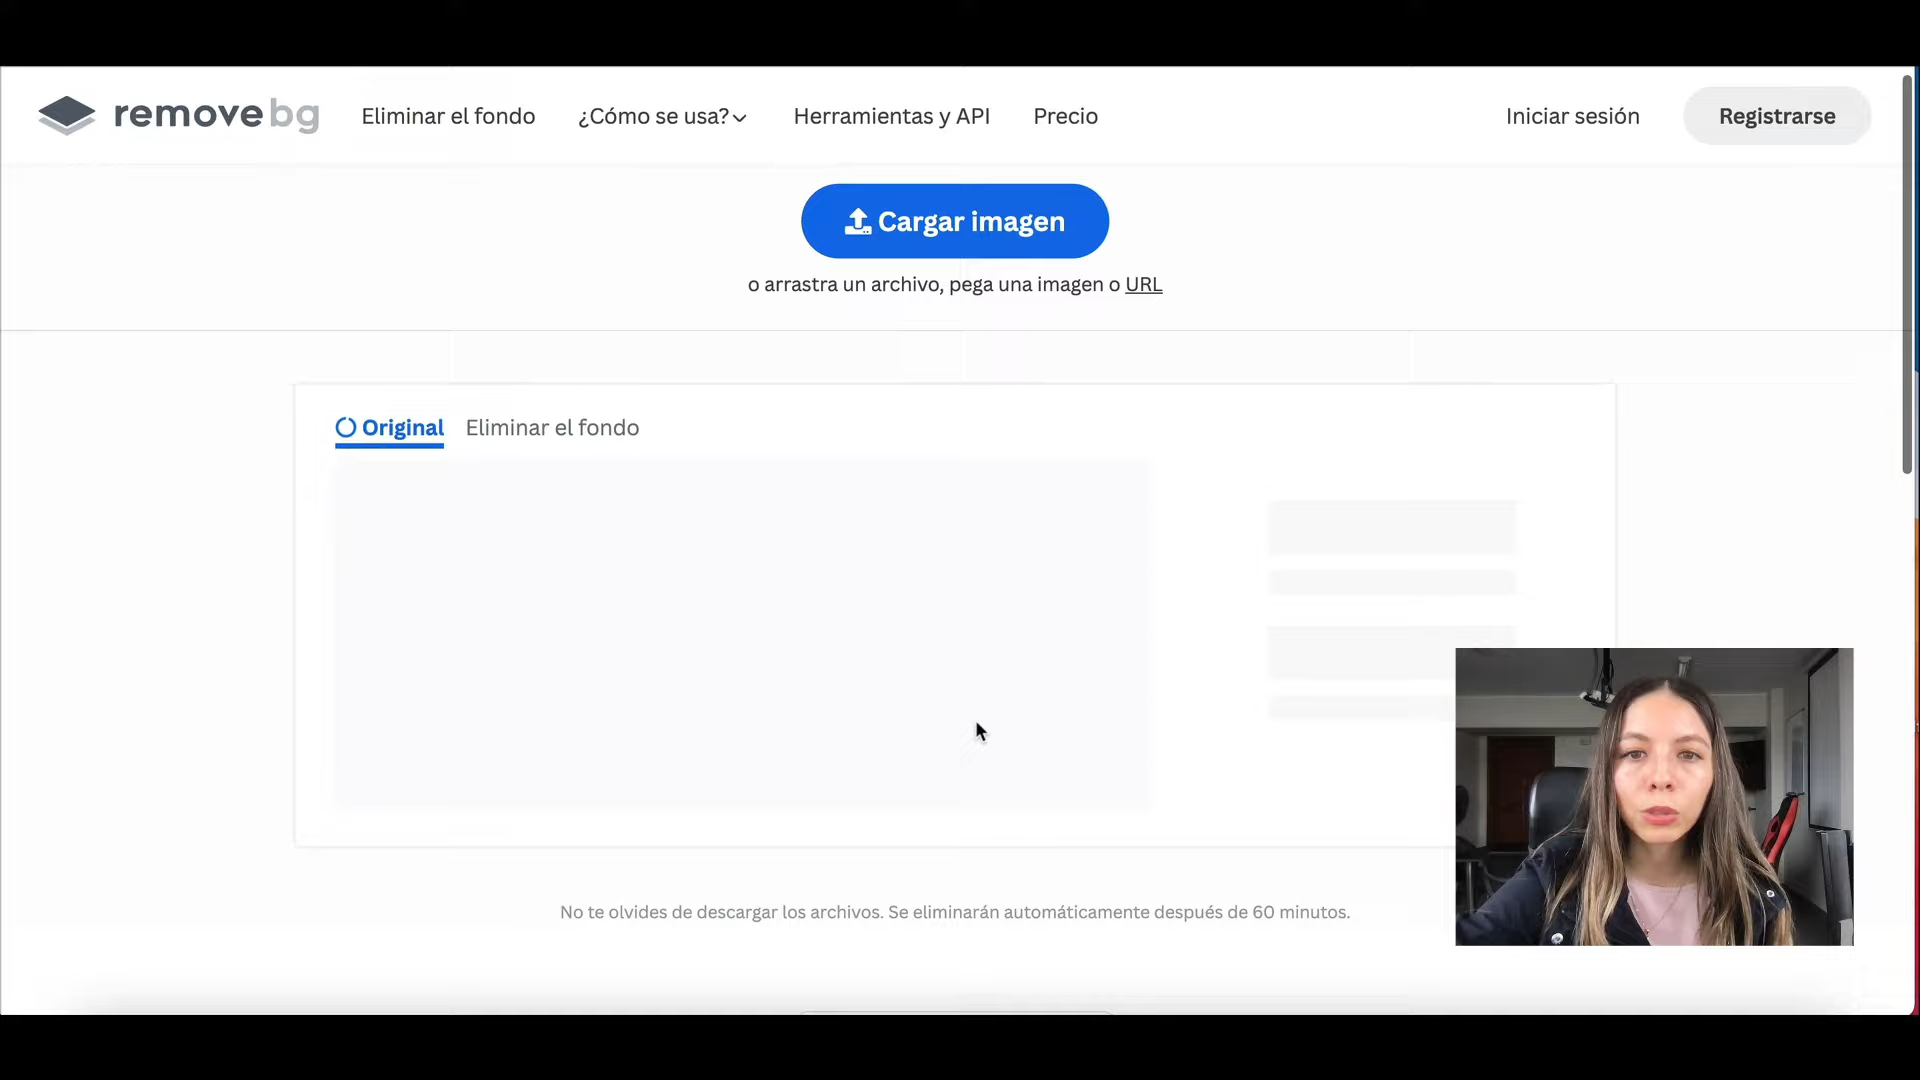 removebg
Eliminar el fondo
¿Cómo se usa?
Herramientas y API
Precio
Iniciar sesión
Registrarse
Cargar imagen
o arrastra un archivo, pega una imagen o URL
Original
Eliminar el fondo
No te olvides de descargar los archivos. Se eliminarán automáticamente después de 60 minutos.